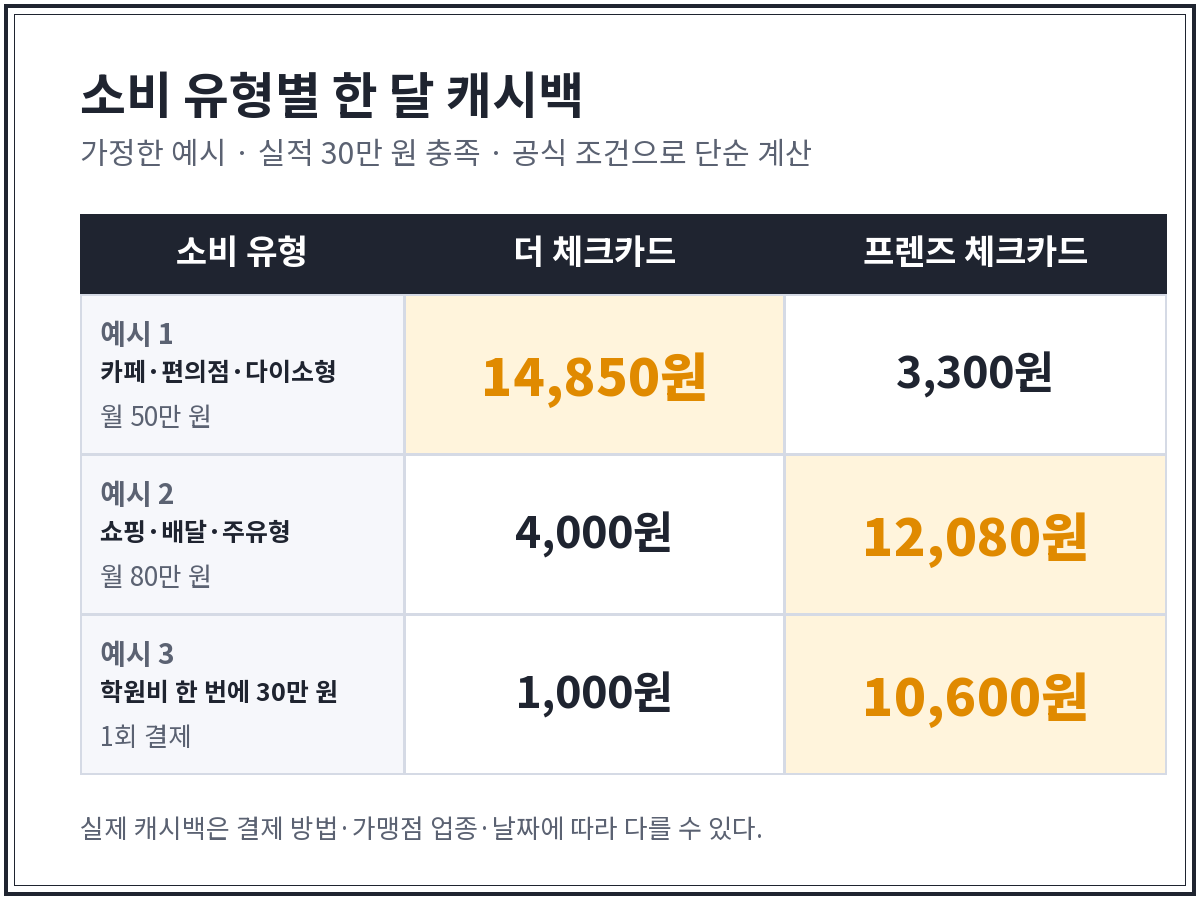 소비 유형별 한 달 캐시백
가정한 예시 · 실적 30만 원 충족 · 공식 조건으로 단순 계산
소비 유형 더 체크카드 프렌즈 체크카드
예시 1
카페·편의점·다이소형
월 50만 원
14,850원 3,300원
예시 2
쇼핑·배달·주유형
월 80만 원
4,000원 12,080원
예시 3
학원비 한 번에 30만 원
1회 결제
1,000원 10,600원
실제 캐시백은 결제 방법·가맹점 업종·날짜에 따라 다를 수 있다.